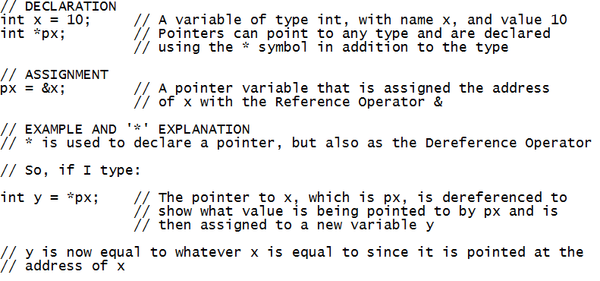 // DECLARATION
int x = 10;     // A variable of type int, with name x, and value 10
int *px;        // Pointers can point to any type and are declared
                // using the * symbol in addition to the type
// ASSIGNMENT
px = &x;        // A pointer variable that is assigned the address
                // of x with the Reference Operator &
// EXAMPLE AND '*' EXPLANATION
// * is used to declare a pointer, but also as the Dereference Operator
// So, if I type:
int y = *px;    // The pointer to x, which is px, is dereferenced to
                // show what value is being pointed to by px and is
                // then assigned to a new variable y
// y is now equal to whatever x is equal to since it is pointed at the
// address of x